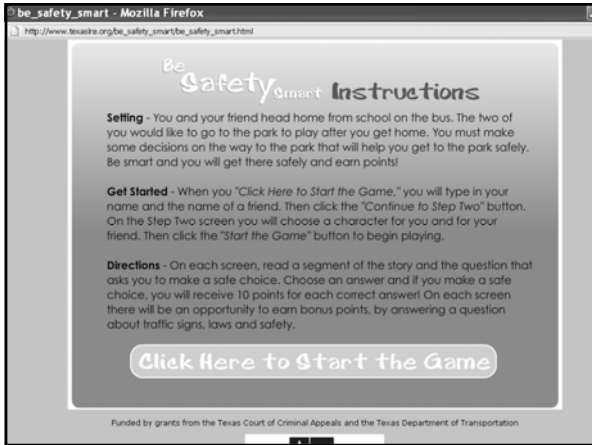 be_safety_smart - Mozilla Firefox
http://www.texaslre.org/be_safety_smart/be_safety_smart.html
Be Safety Smart Instructions
Setting - You and your friend head home from school on the bus. The two of
you would like to go to the park to play after you get home. You must make
some decisions on the way to the park that will help you get to the park safely.
Be smart and you will get there safely and earn points!
Get Started - When you "Click Here to Start the Game," you will type in your
name and the name of a friend. Then click the "Continue to Step Two" button.
On the Step Two screen you will choose a character for you and for your
friend. Then click the "Start the Game" button to begin playing.
Directions - On each screen, read a segment of the story and the question that
asks you to make a safe choice. Choose an answer and if you make a safe
choice, you will receive 10 points for each correct answer! On each screen
there will be an opportunity to earn bonus points, by answering a question
about traffic signs, laws and safety.
Click Here to Start the Game
Funded by grants from the Texas Court of Criminal Appeals and the Texas Department of Transportation